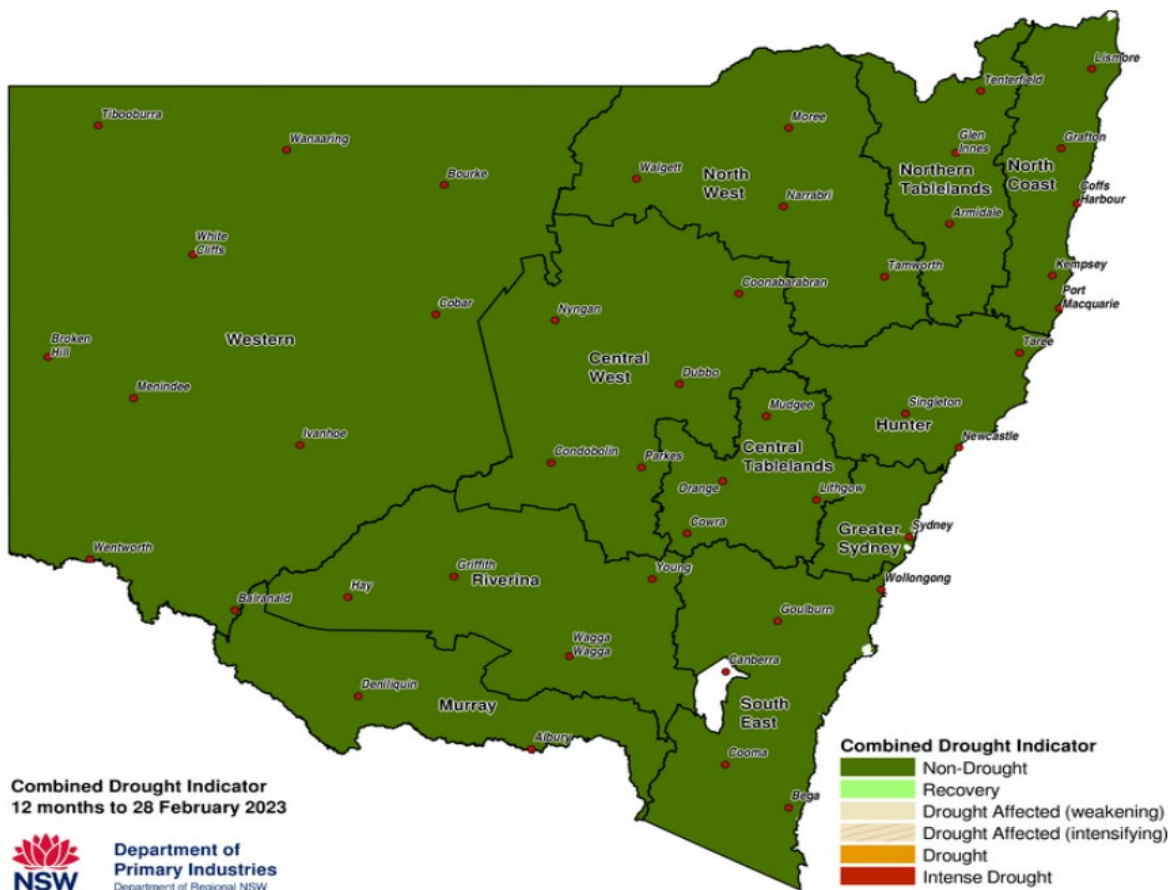 Lismore
Tenterfield
Tibooburra
Moree
Wanaaring
Glen
Innes
Grafton
Bourke
Walgett
North
West
Northern
Tablelands
North
Coast
Narrabri
Coffs
Harbour
Armidale
White
Cliffs
Tamworth
Kempsey
Coonabarabran
Port
Macquarie
Cobar
Nyngan
Broken
Hill
Western
Taree
Central
West
Dubbo
Menindee
Mudgee
Singleton
Hunter
Newcastle
Ivanhoe
Central
Tablelands
Condobolin
Parkes
Orange
Lithgow
Cowra
Greater
Sydney
Sydney
Wentworth
Griffith
Riverina
Young
Wollongong
Hay
Balranald
Goulburn
Wagga
Wagga
Canberra
Deniliquin
Murray
South
East
Albury
Cooma
Bega
Combined Drought Indicator
12 months to 28 February 2023
NSW
Department of
Primary Industries
Department of Regional NSW
Combined Drought Indicator
Non-Drought
Recovery
Drought Affected (weakening)
Drought Affected (intensifying)
Drought
Intense Drought